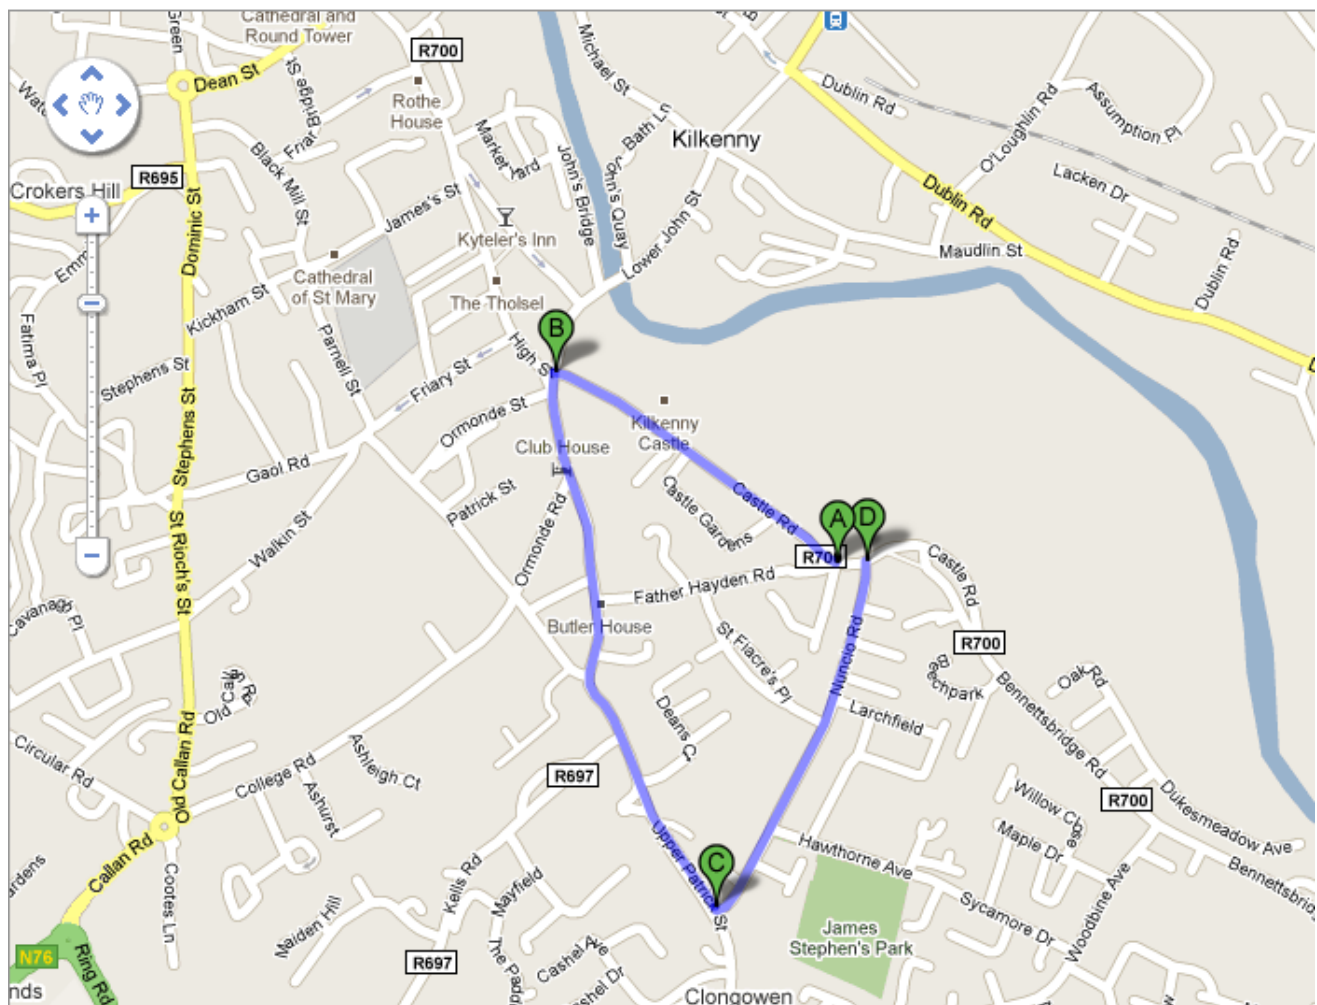 Cathedral and
Round Tower
Green
R700
Dean St
Michael St
Dublin Rd
Assumption Pl
O'Loughlin Rd
Friar Bridge St
Rothe
House
Bath Ln
Kilkenny
Market Yard
John's Bridge
John's Quay
Black Mill St
Lacken Dr
Dublin Rd
R695
Crokers Hill
Dominic St
James's St
Kyteler's Inn
Lower John St
Maudlin St
Dublin Rd
Cathedral
of St Mary
Kickham St
The Tholsel
Fatima Pl
Parnell St
High St
B
Stephens St
Friary St
Ormonde St
Kilkenny
Castle
Stephens St
Club House
Gaol Rd
Patrick St
Castle Gardens
Castle Rd
A
D
Walkin St
Ormonde Rd
R700
Castle Rd
St Rioch's St
Father Hayden Rd
Cavanagh Pl
Butler House
St Fiacre's Pl
Nuncio Rd
R700
Beechpark
Oak Rd
Old Callan Rd
Deans Ct
Larchfield
Bennettsbridge Rd
Circular Rd
Old Callan Rd
College Rd
Ashleigh Ct
Ashurst
R697
R700
Willow Close
Dukesmeadow Ave
Maple Dr
Upper Patrick St
Hawthorne Ave
C
Callan Rd
Cootes Ln
Kells Rd
Mayfield
Sycamore Dr
Woodbine Ave
Maiden Hill
James
Stephen's Park
N76
Ring Rd
R697
Cashel Ave
Clongowen